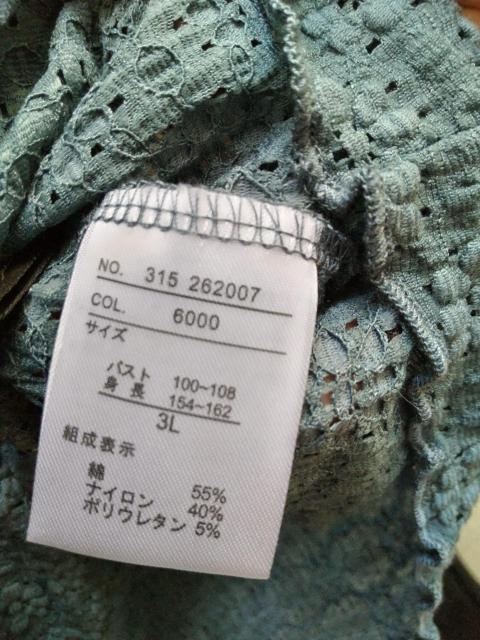 NO. 315 262007
COL. 6000
サイズ
バスト 100~108
身長 154~162
3L
組成表示
綿 55%
ナイロン 40%
ポリウレタン 5%